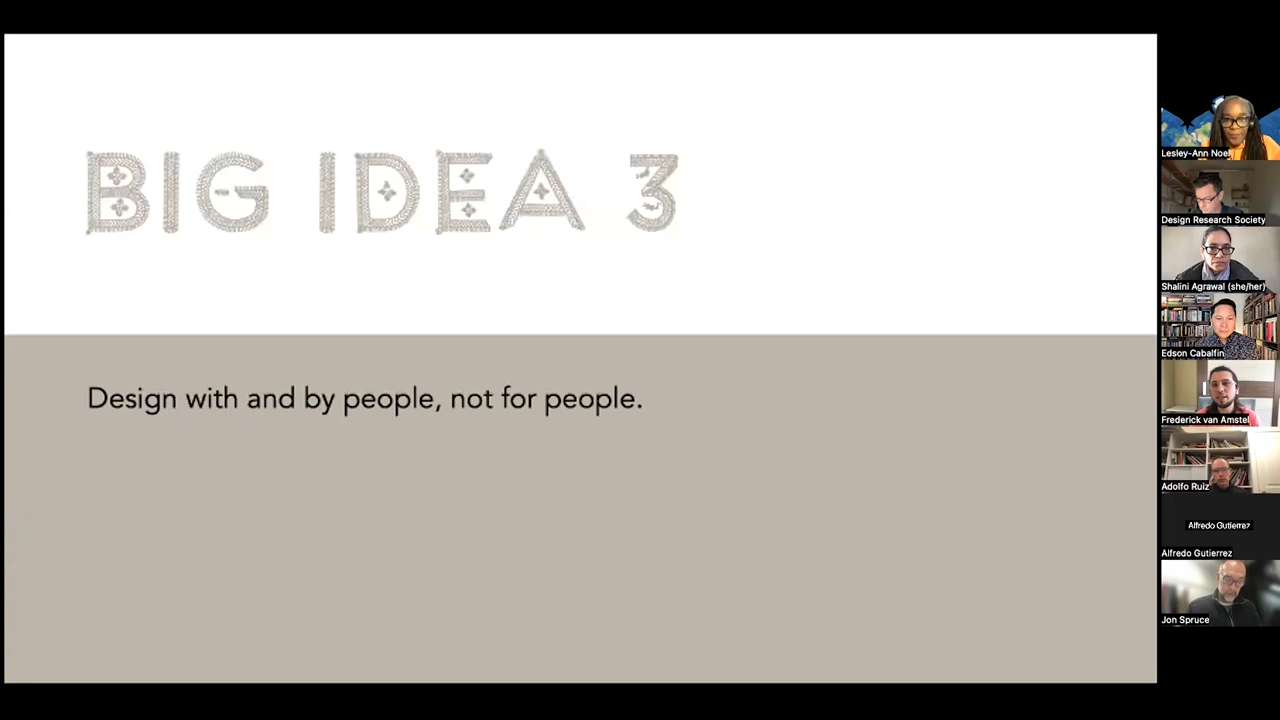 BIG IDEA 3
Design with and by people, not for people.
Lesley-Ann Noel
Design Research Society
Shalini Agrawal (she/her)
Edson Cabalfin
Frederick van Amstel
Adolfo Ruiz
Alfredo Gutierrez
Alfredo Gutierrez
Jon Spruce